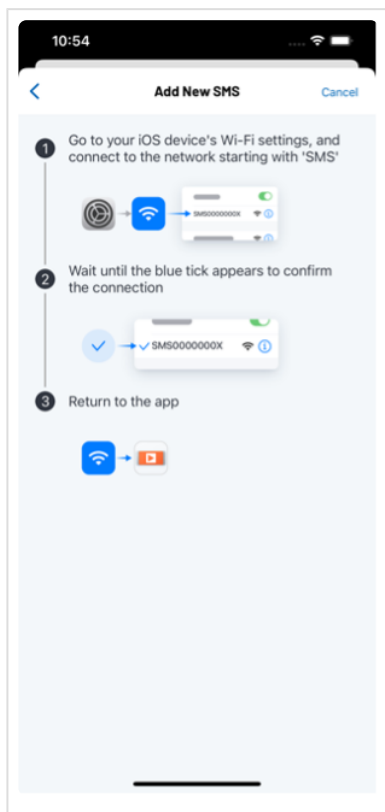 10:54
Add New SMS
Cancel
1
Go to your iOS device's Wi-Fi settings, and
connect to the network starting with 'SMS'
SMS0000000X
2
Wait until the blue tick appears to confirm
the connection
SMS0000000X
3
Return to the app